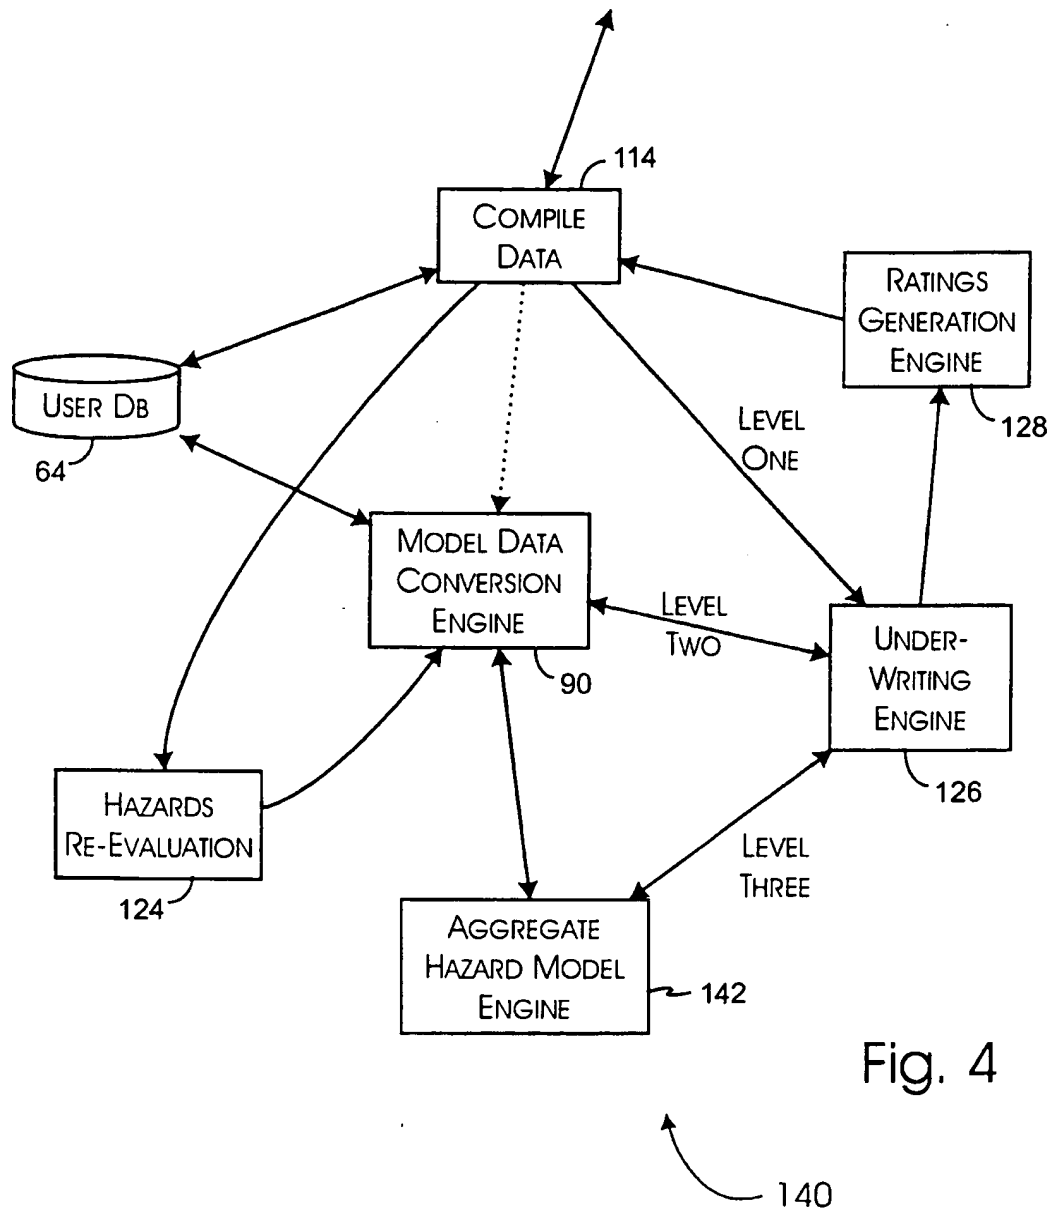 114
COMPILE
DATA
RATINGS
GENERATION
ENGINE
128
USER DB
64
LEVEL
ONE
MODEL DATA
CONVERSION
ENGINE
90
LEVEL
TWO
UNDER-
WRITING
ENGINE
126
HAZARDS
RE-EVALUATION
124
LEVEL
THREE
AGGREGATE
HAZARD MODEL
ENGINE
142
Fig. 4
140